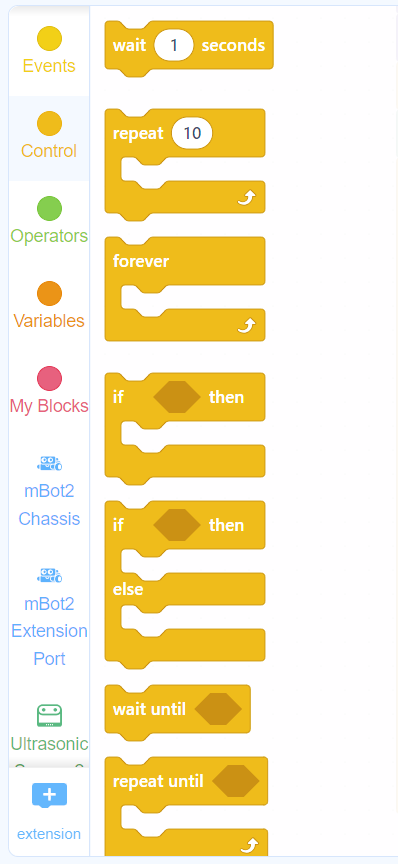 Events
Control
Operators
Variables
My Blocks
mBot2
Chassis
mBot2
Extension
Port
Ultrasonic
extension
wait 1 seconds
repeat 10
forever
if then
if then
else
wait until
repeat until